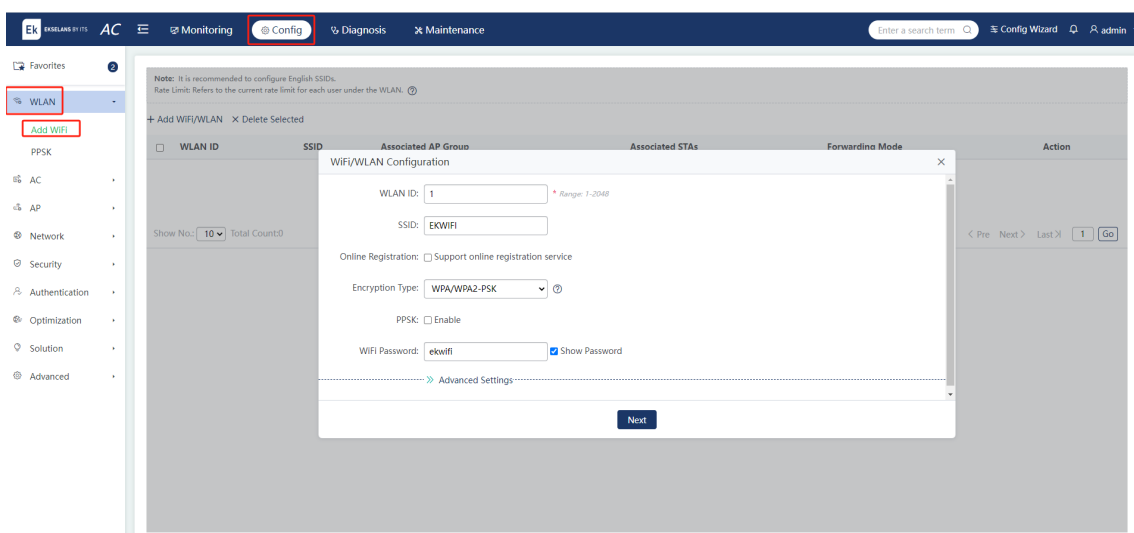 Ek EKSELANS BY ITS AC Monitoring Config Diagnosis Maintenance Enter a search term Config Wizard admin
Favorites 2
WLAN
Add WiFi
PPSK
AC
AP
Network
Security
Authentication
Optimization
Solution
Advanced
Note: It is recommended to configure English SSIDs.
Rate Limit: Refers to the current rate limit for each user under the WLAN.
+ Add WiFi/WLAN × Delete Selected
WLAN ID SSID Associated AP Group Associated STAs Forwarding Mode Action
Show No.: 10 Total Count:0 Pre Next Last 1 Go
WiFi/WLAN Configuration
WLAN ID: 1 * Range: 1-2048
SSID: EKWIFI
Online Registration: Support online registration service
Encryption Type: WPA/WPA2-PSK
PPSK: Enable
WiFi Password: ekwifi Show Password
Advanced Settings
Next